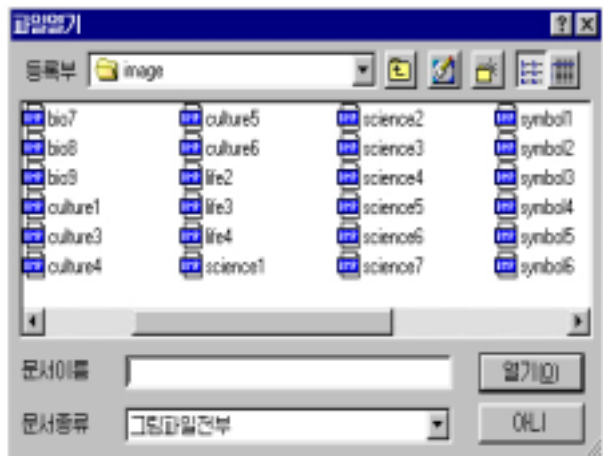 파일열기
등록부 image
bio7 culture5 science2 symbol1
bio8 culture6 science3 symbol2
bio9 life2 science4 symbol3
culture1 life3 science5 symbol4
culture3 life4 science6 symbol5
culture4 science1 science7 symbol6
문서이름 열기(O)
문서종류 그림파일전부 아니